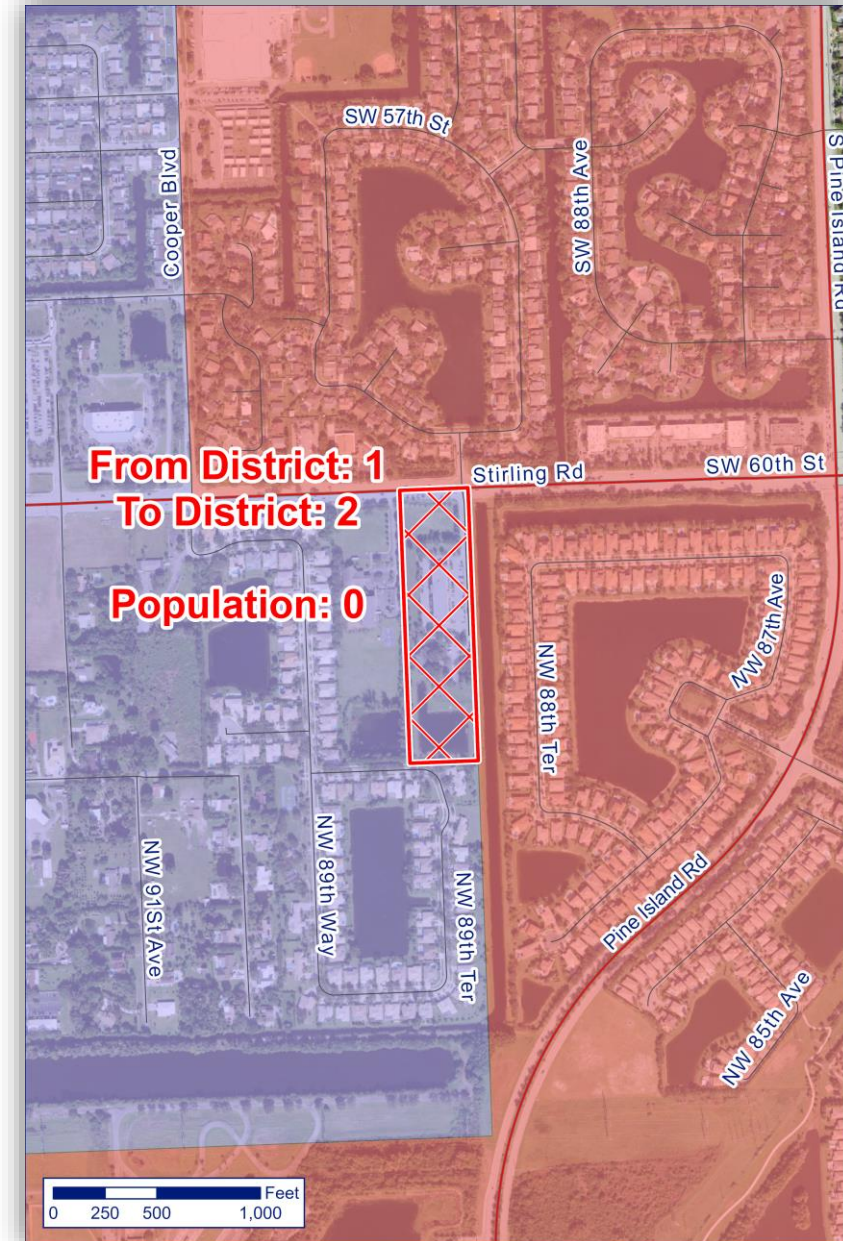 SW 57th St
Cooper Blvd
SW 88th Ave
S Pine Island Rd
From District: 1
To District: 2
Population: 0
Stirling Rd
SW 60th St
NW 88th Ter
NW 87th Ave
NW 91St Ave
NW 89th Way
NW 89th Ter
Pine Island Rd
NW 85th Ave
Feet
0 250 500 1,000